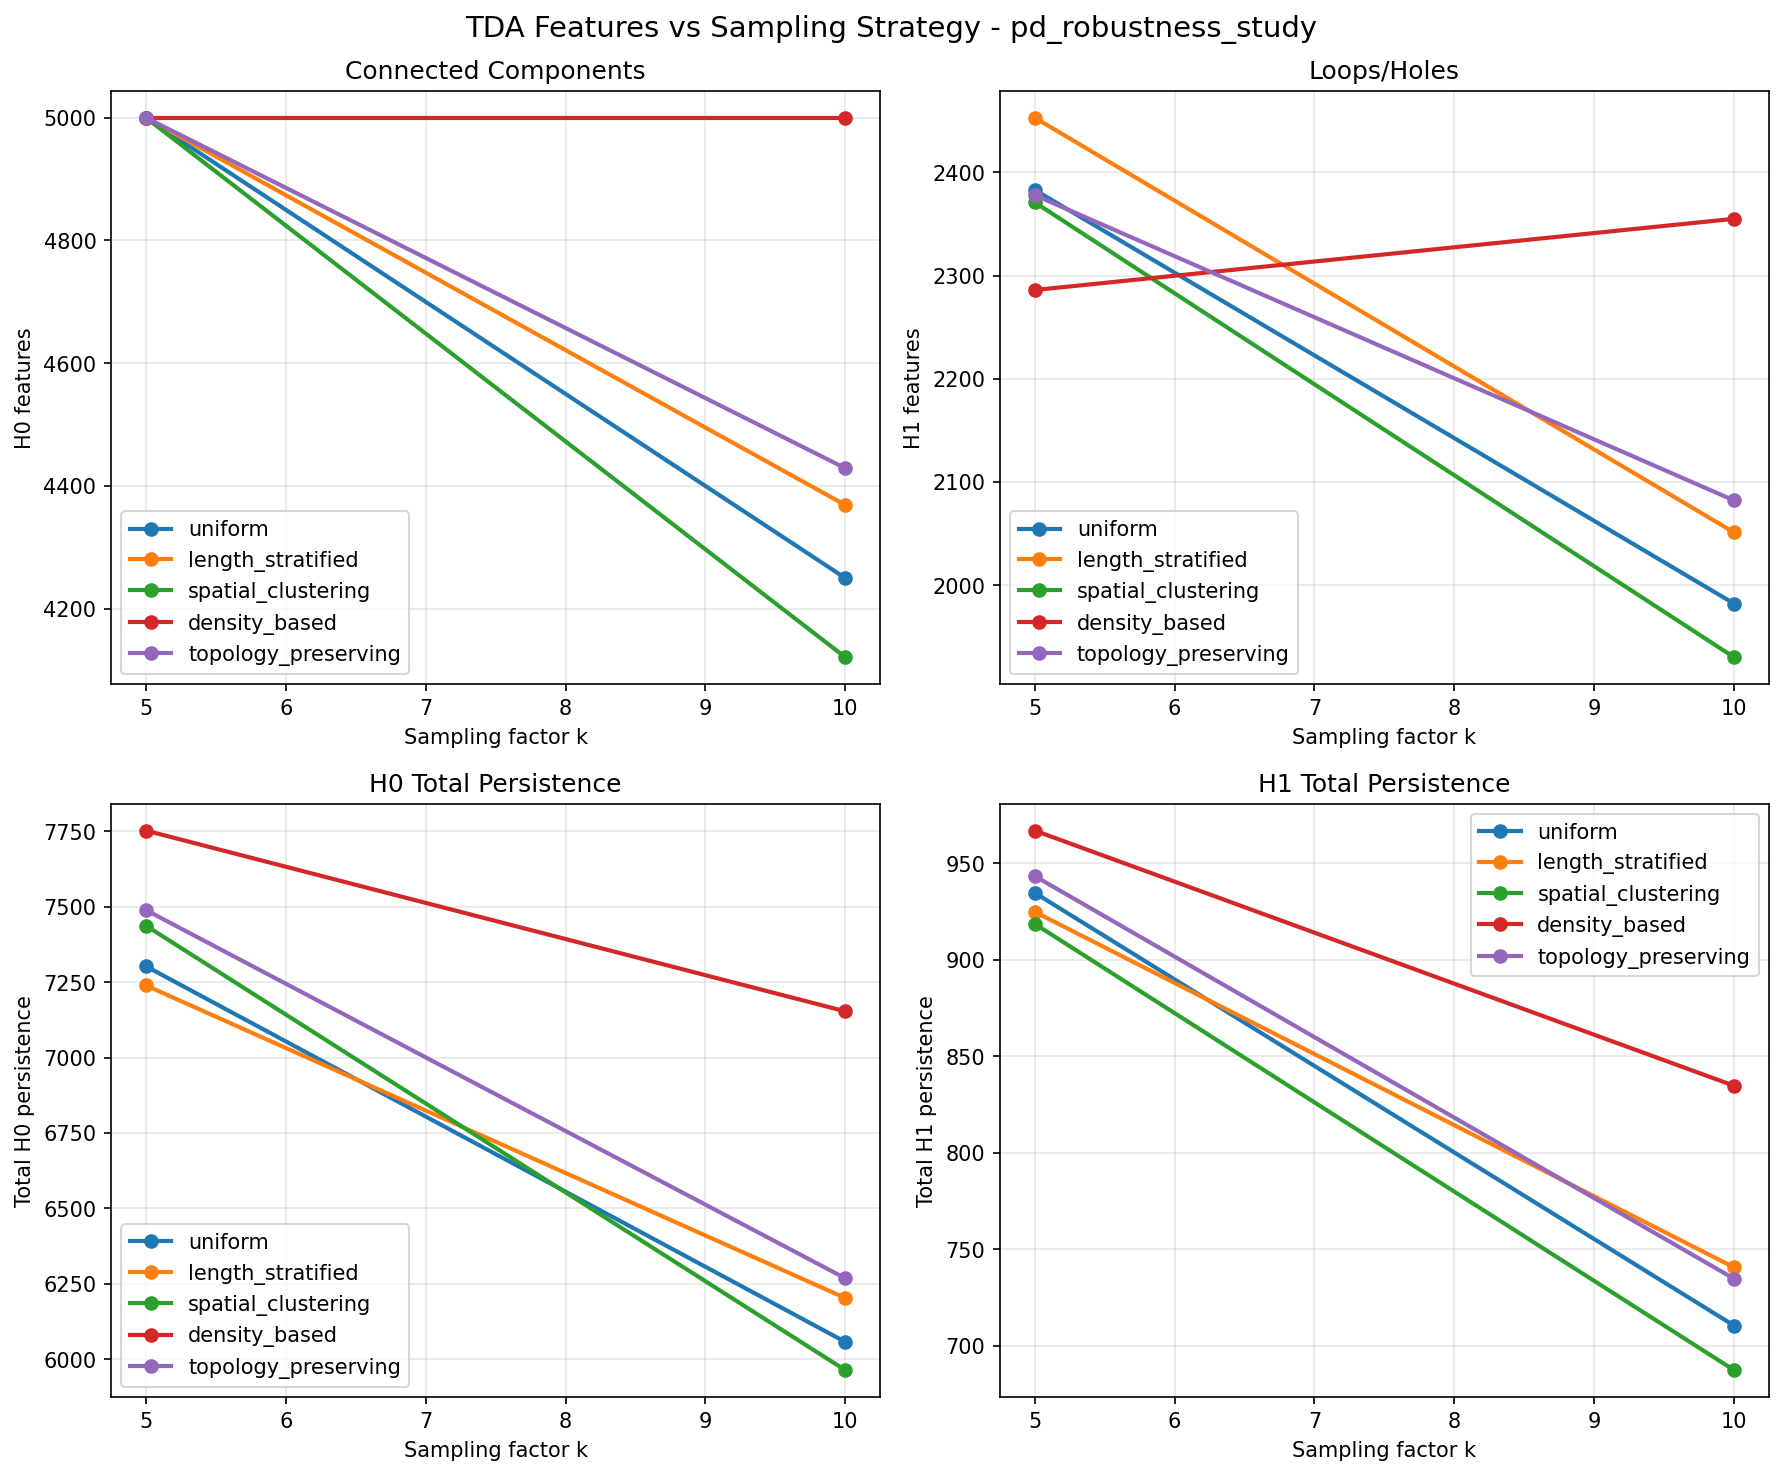 TDA Features vs Sampling Strategy - pd_robustness_study
Connected Components
H0 features
5000
4800
4600
4400
4200
uniform
length_stratified
spatial_clustering
density_based
topology_preserving
5 6 7 8 9 10
Sampling factor k
Loops/Holes
H1 features
2400
2300
2200
2100
2000
uniform
length_stratified
spatial_clustering
density_based
topology_preserving
5 6 7 8 9 10
Sampling factor k
H0 Total Persistence
Total H0 persistence
7750
7500
7250
7000
6750
6500
6250
6000
uniform
length_stratified
spatial_clustering
density_based
topology_preserving
5 6 7 8 9 10
Sampling factor k
H1 Total Persistence
Total H1 persistence
950
900
850
800
750
700
uniform
length_stratified
spatial_clustering
density_based
topology_preserving
5 6 7 8 9 10
Sampling factor k